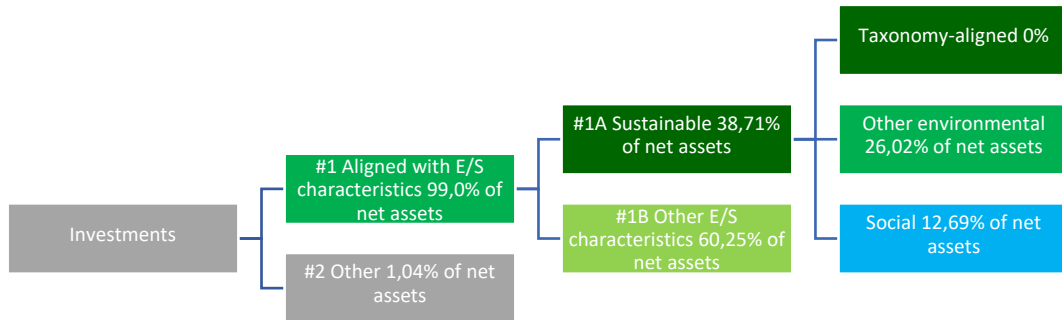 Investments
#1 Aligned with E/S
characteristics 99,0% of
net assets
#2 Other 1,04% of net
assets
#1A Sustainable 38,71%
of net assets
#1B Other E/S
characteristics 60,25% of
net assets
Taxonomy-aligned 0%
Other environmental
26,02% of net assets
Social 12,69% of net
assets